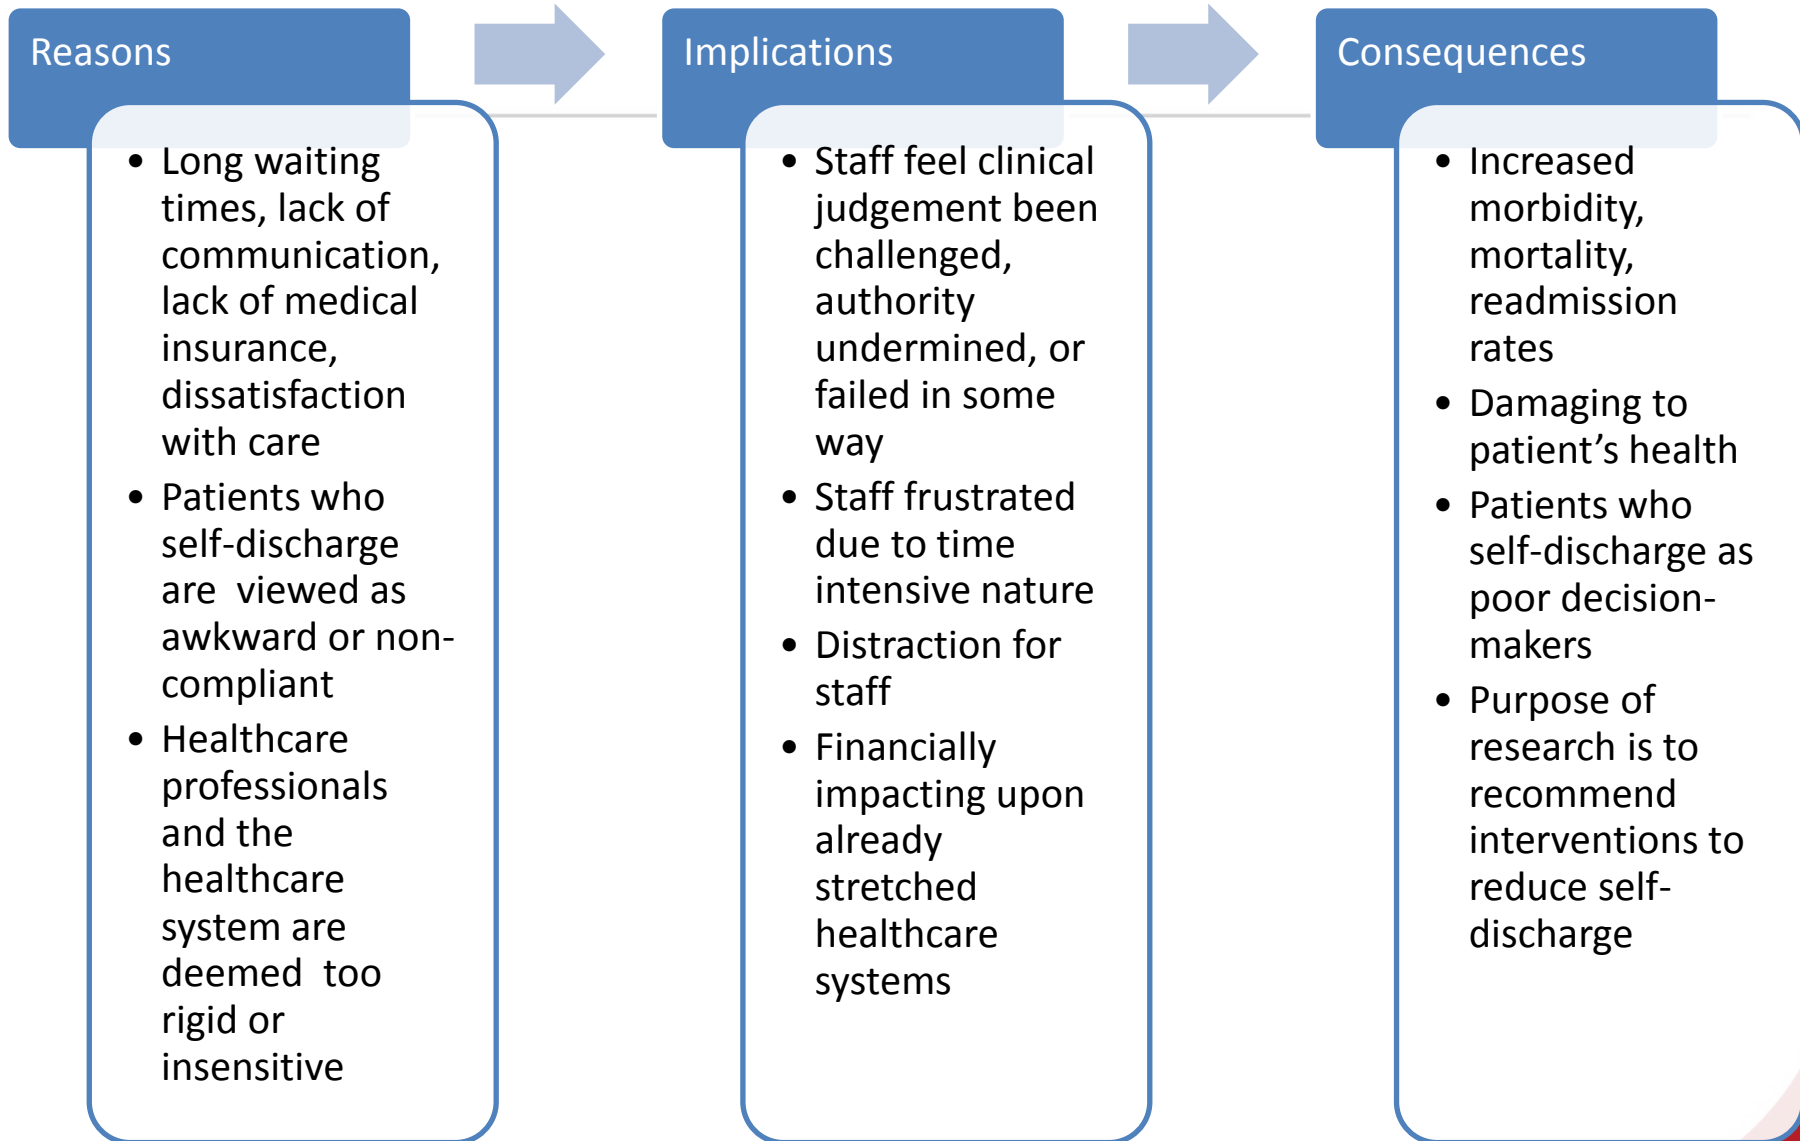 Reasons
• Long waiting
times, lack of
communication,
lack of medical
insurance,
dissatisfaction
with care
• Patients who
self-discharge
are  viewed as
awkward or non-
compliant
• Healthcare
professionals
and the
healthcare
system are
deemed  too
rigid or
insensitive
Implications
• Staff feel clinical
judgement been
challenged,
authority
undermined, or
failed in some
way
• Staff frustrated
due to time
intensive nature
• Distraction for
staff
• Financially
impacting upon
already
stretched
healthcare
systems
Consequences
• Increased
morbidity,
mortality,
readmission
rates
• Damaging to
patient’s health
• Patients who
self-discharge as
poor decision-
makers
• Purpose of
research is to
recommend
interventions to
reduce self-
discharge